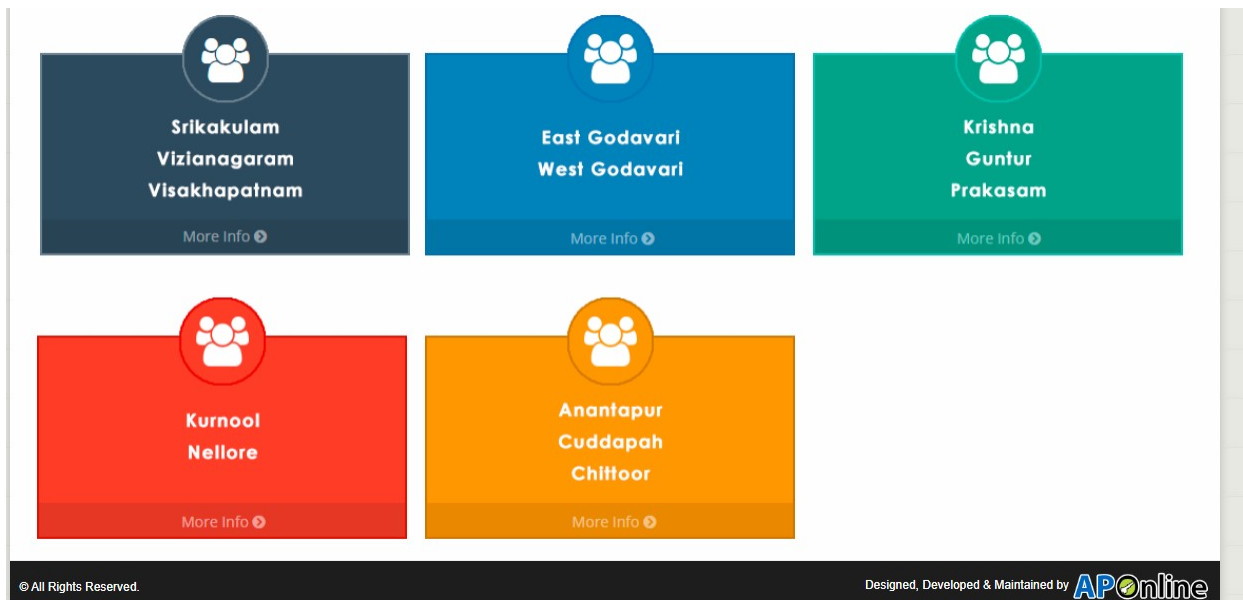 Srikakulam
Vizianagaram
Visakhapatnam
More Info
East Godavari
West Godavari
More Info
Krishna
Guntur
Prakasam
More Info
Kurnool
Nellore
More Info
Anantapur
Cuddapah
Chittoor
More Info
© All Rights Reserved.
Designed, Developed & Maintained by APOnline